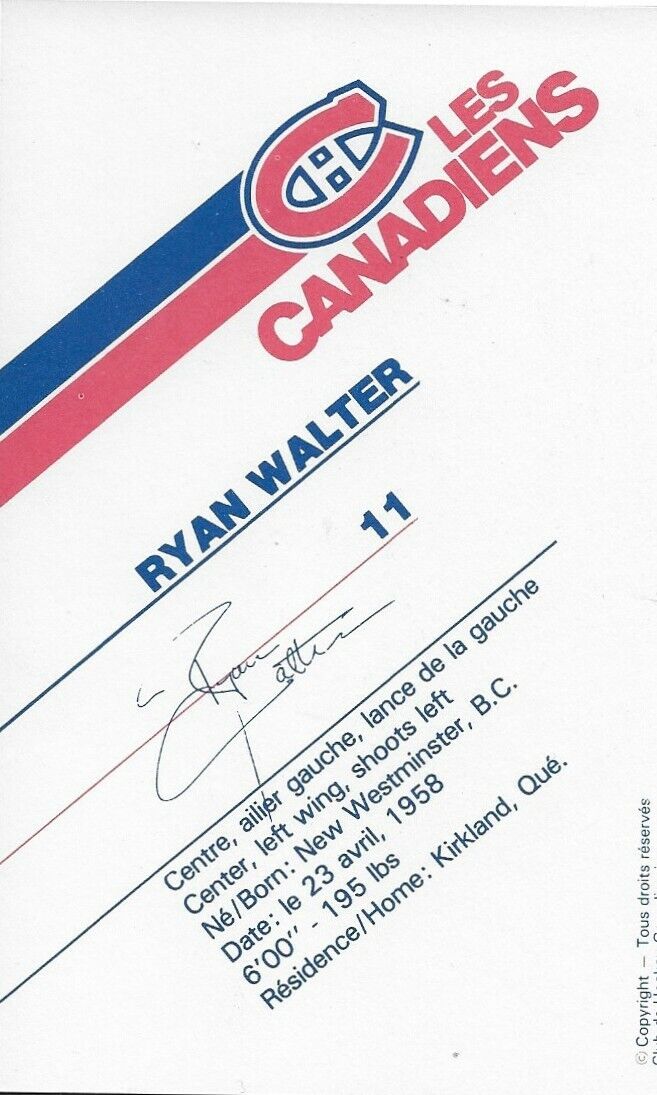 LES
CANADIENS
RYAN WALTER
11
Ryan Walter
Centre, ailier gauche, lance de la gauche
Center, left wing, shoots left
Né/Born: New Westminster, B.C.
Date: le 23 avril, 1958
6'00" - 195 lbs
Résidence/Home: Kirkland, Qué.
© Copyright — Tous droits réservés